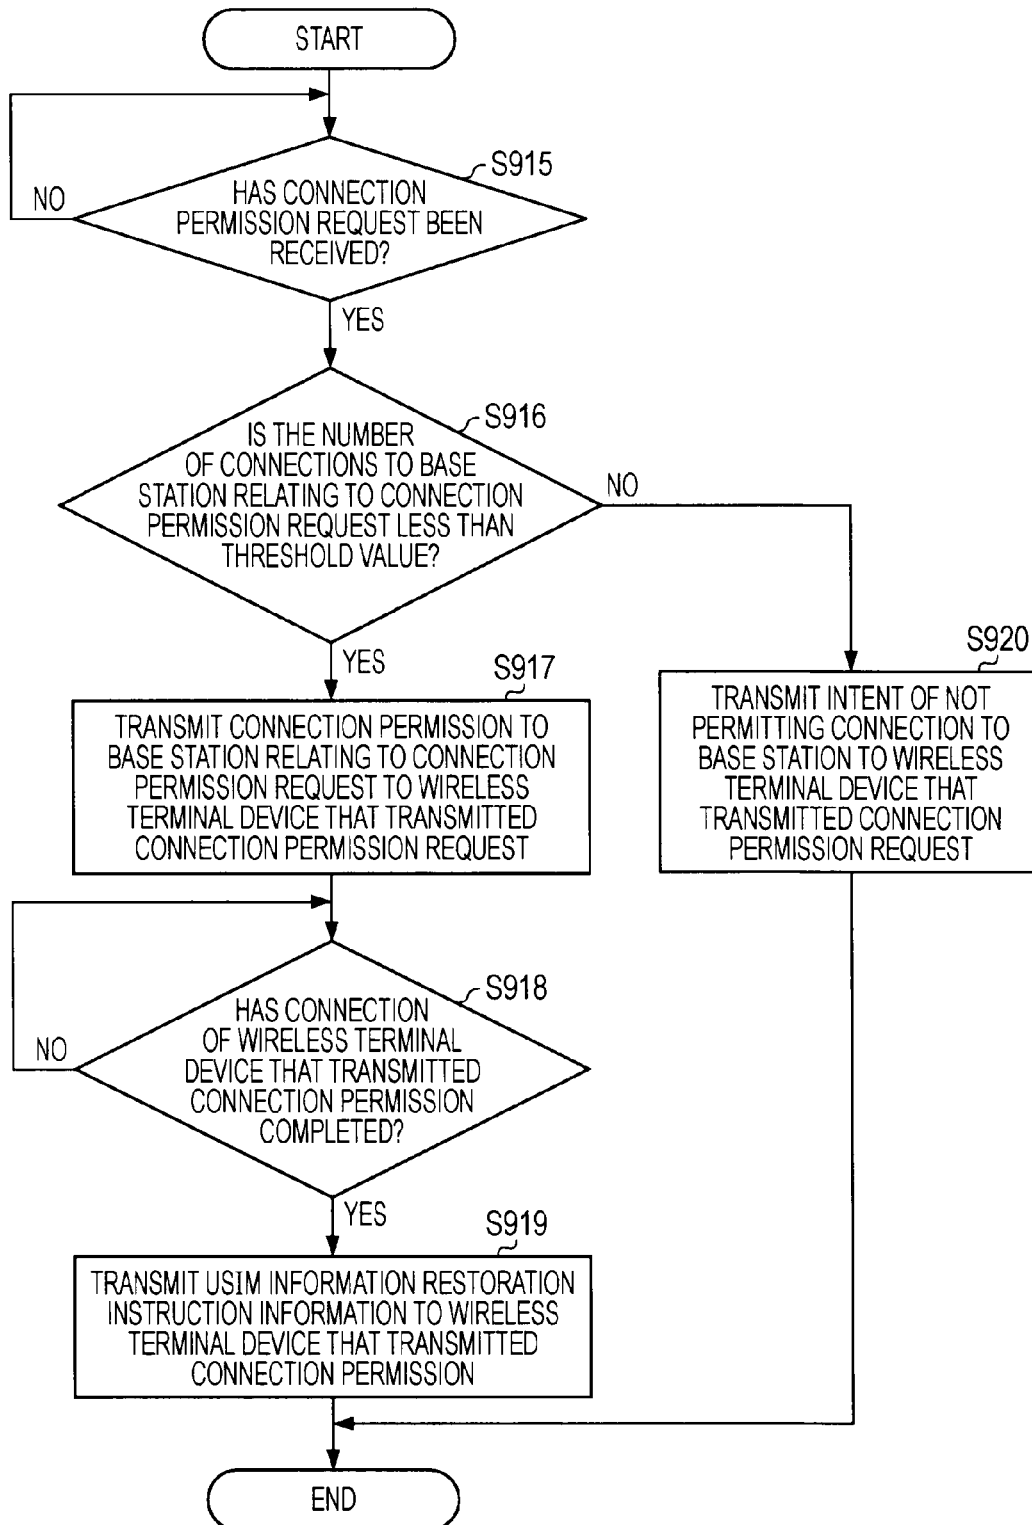 START
S915
HAS CONNECTION
PERMISSION REQUEST BEEN
RECEIVED?
NO
YES
S916
IS THE NUMBER
OF CONNECTIONS TO BASE
STATION RELATING TO CONNECTION
PERMISSION REQUEST LESS THAN
THRESHOLD VALUE?
NO
YES
S917
TRANSMIT CONNECTION PERMISSION TO
BASE STATION RELATING TO CONNECTION
PERMISSION REQUEST TO WIRELESS
TERMINAL DEVICE THAT TRANSMITTED
CONNECTION PERMISSION REQUEST
S920
TRANSMIT INTENT OF NOT
PERMITTING CONNECTION TO
BASE STATION TO WIRELESS
TERMINAL DEVICE THAT
TRANSMITTED CONNECTION
PERMISSION REQUEST
S918
HAS CONNECTION
OF WIRELESS TERMINAL
DEVICE THAT TRANSMITTED
CONNECTION PERMISSION
COMPLETED?
NO
YES
S919
TRANSMIT USIM INFORMATION RESTORATION
INSTRUCTION INFORMATION TO WIRELESS
TERMINAL DEVICE THAT TRANSMITTED
CONNECTION PERMISSION
END